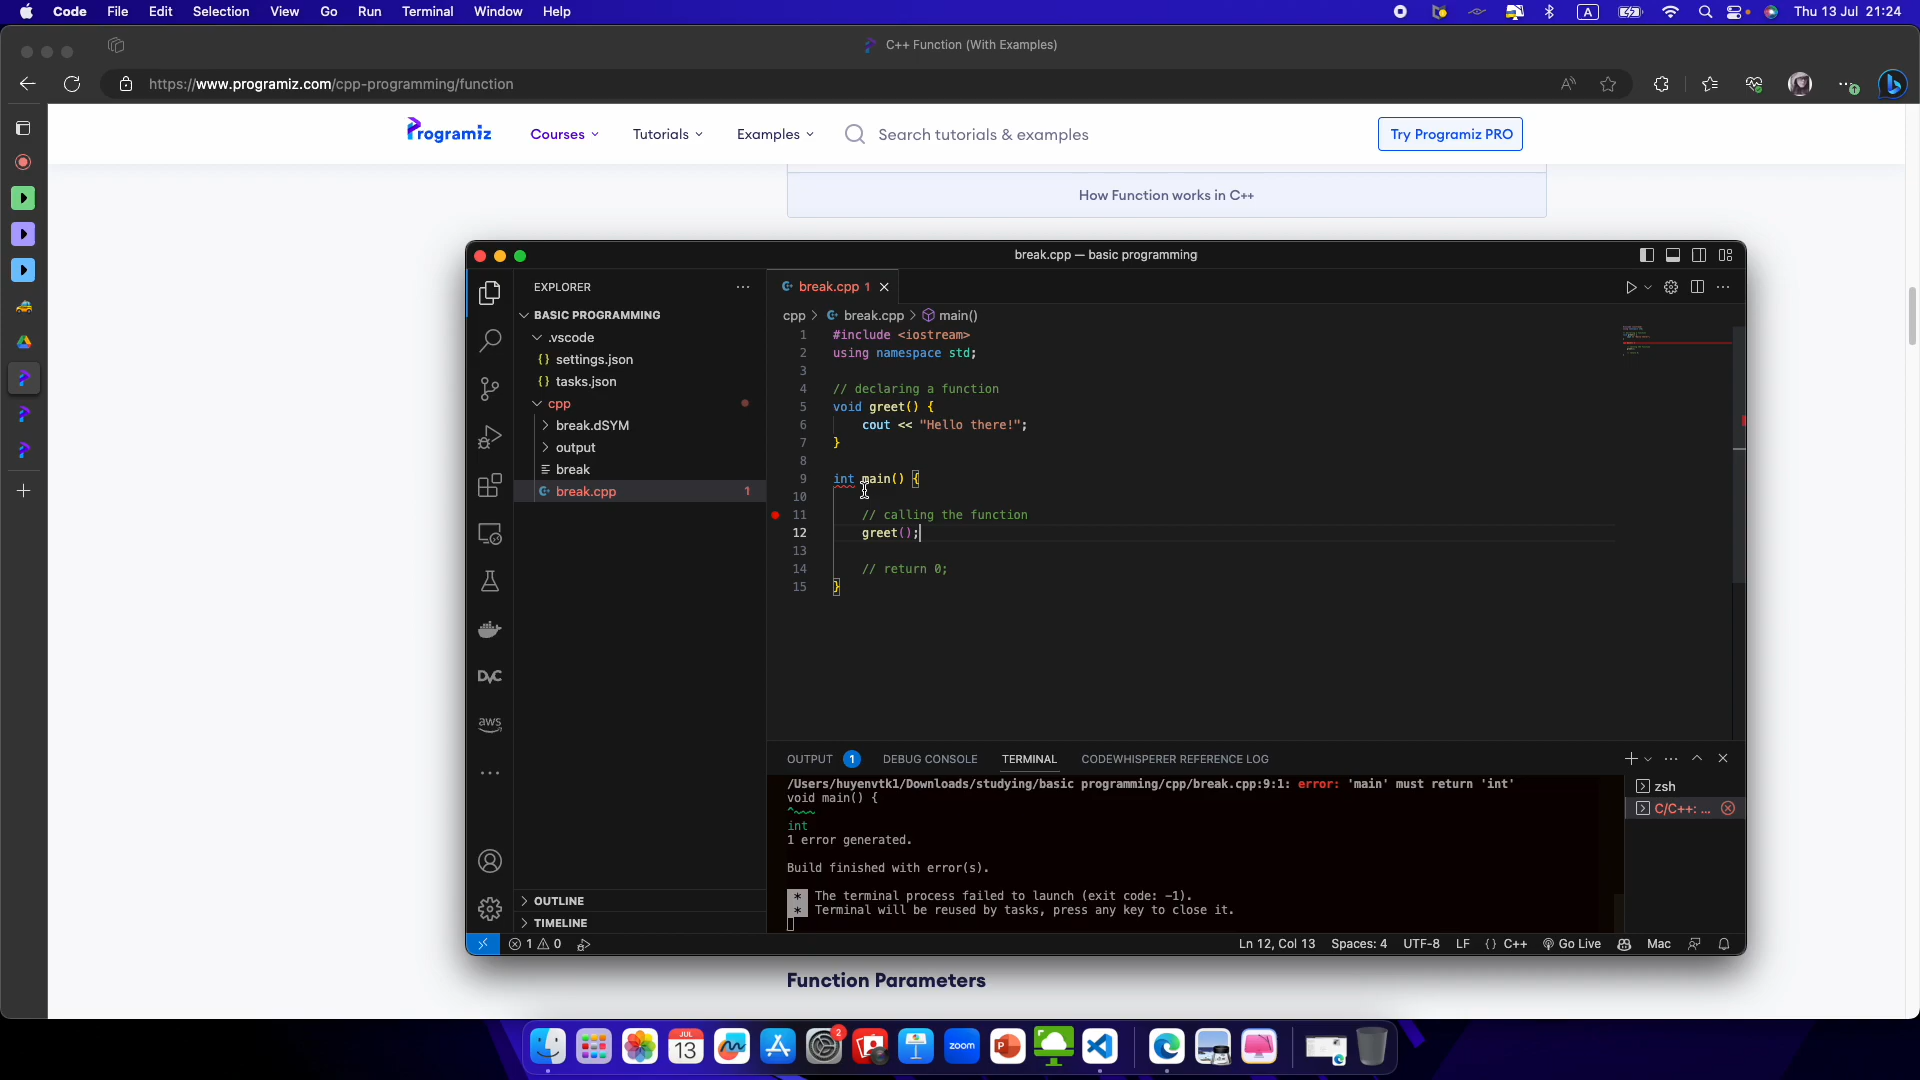 Code File Edit Selection View Go Run Terminal Window Help
A
Thu 13 Jul 21:24
C++ Function (With Examples)
https://www.programiz.com/cpp-programming/function
Programiz
Courses
Tutorials
Examples
Search tutorials & examples
Try Programiz PRO
How Function works in C++
break.cpp — basic programming
EXPLORER
break.cpp 1
BASIC PROGRAMMING
.vscode
{} settings.json
{} tasks.json
cpp
break.dSYM
output
break
break.cpp 1
DVC
aws
OUTLINE
TIMELINE
cpp > break.cpp > main()
1 #include <iostream>
2 using namespace std;
3
4 // declaring a function
5 void greet() {
6 cout << "Hello there!";
7 }
8
9 int main() {
10
11 // calling the function
12 greet();
13
14 // return 0;
15 }
OUTPUT 1 DEBUG CONSOLE TERMINAL CODEWHISPERER REFERENCE LOG
/Users/huyenvtk1/Downloads/studying/basic programming/cpp/break.cpp:9:1: error: 'main' must return 'int'
void main() {
^~~~
int
1 error generated.
Build finished with error(s).
* The terminal process failed to launch (exit code: -1).
* Terminal will be reused by tasks, press any key to close it.
zsh
C/C++: ...
1 0
Ln 12, Col 13 Spaces: 4 UTF-8 LF {} C++ Go Live Mac
Function Parameters
JUL
13
2
zoom